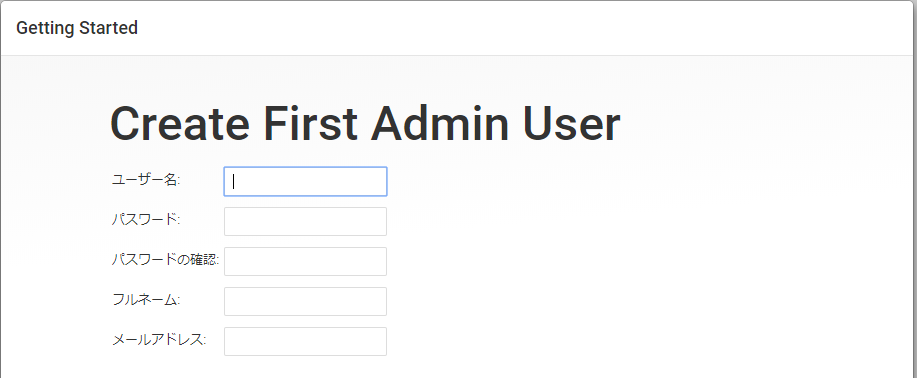 Getting Started
Create First Admin User
ユーザー名:
パスワード:
パスワードの確認:
フルネーム:
メールアドレス: